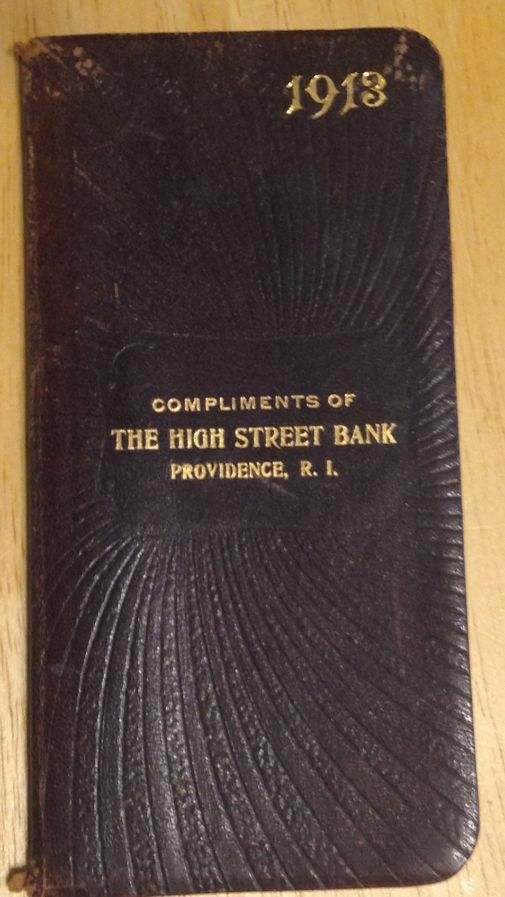 1913
COMPLIMENTS OF
THE HIGH STREET BANK
PROVIDENCE, R. I.